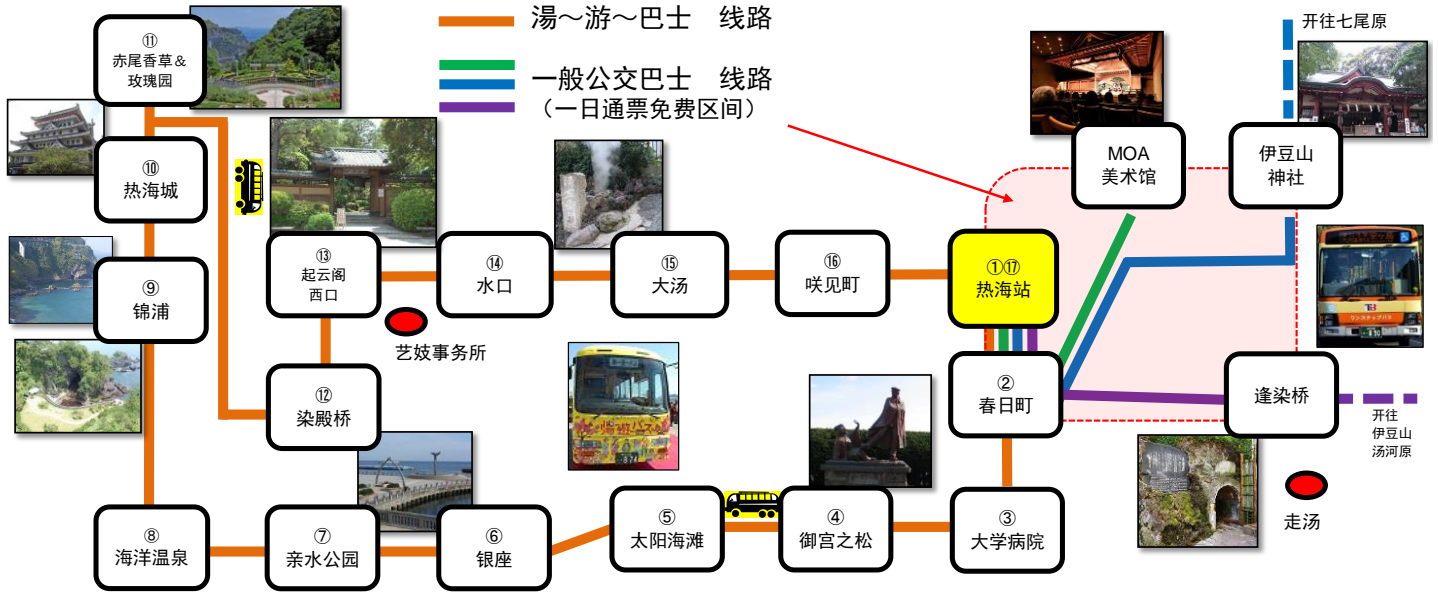 湯～游～巴士　线路
一般公交巴士　线路
（一日通票免费区间）
开往七尾原
⑪
赤尾香草＆
玫瑰园
⑩
热海城
⑨
锦浦
⑬
起云阁
西口
⑭
水口
⑮
大汤
⑯
咲见町
①⑰
热海站
MOA
美术馆
伊豆山
神社
艺妓事务所
⑫
染殿桥
②
春日町
逢染桥
开往
伊豆山
汤河原
走汤
⑧
海洋温泉
⑦
亲水公园
⑥
银座
⑤
太阳海滩
④
御宫之松
③
大学病院